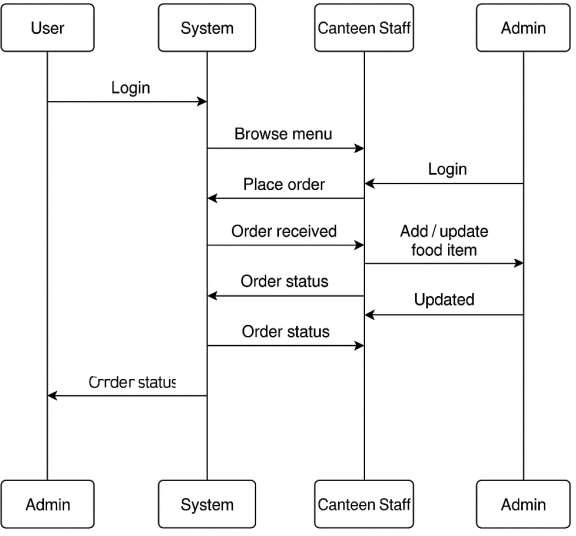 User
System
Canteen Staff
Admin
Login
Browse menu
Login
Place order
Order received
Add / update
food item
Order status
Updated
Order status
Crrder status
Admin
System
Canteen Staff
Admin